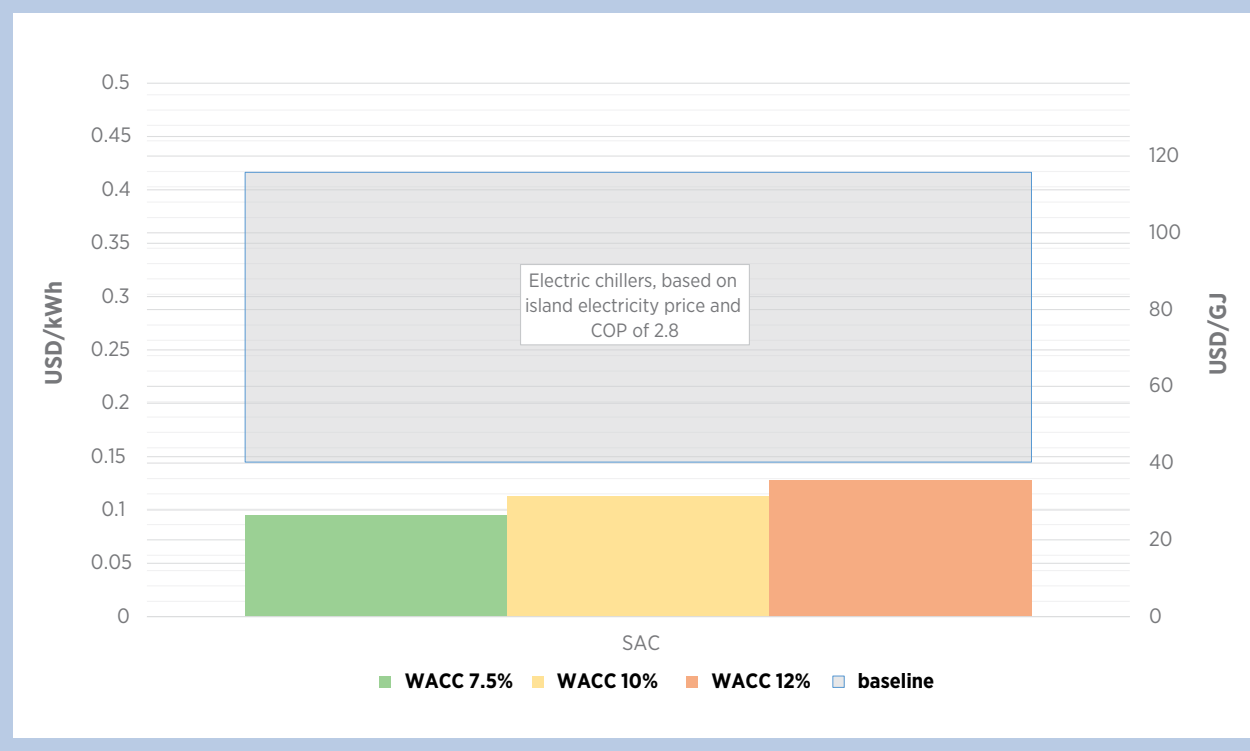 0.5
0.45
0.4
0.35
0.3
0.25
0.2
0.15
0.1
0.05
0
USD/kWh
Electric chillers, based on
island electricity price and
COP of 2.8
120
100
80
60
40
20
0
USD/GJ
SAC
WACC 7.5% WACC 10% WACC 12% baseline